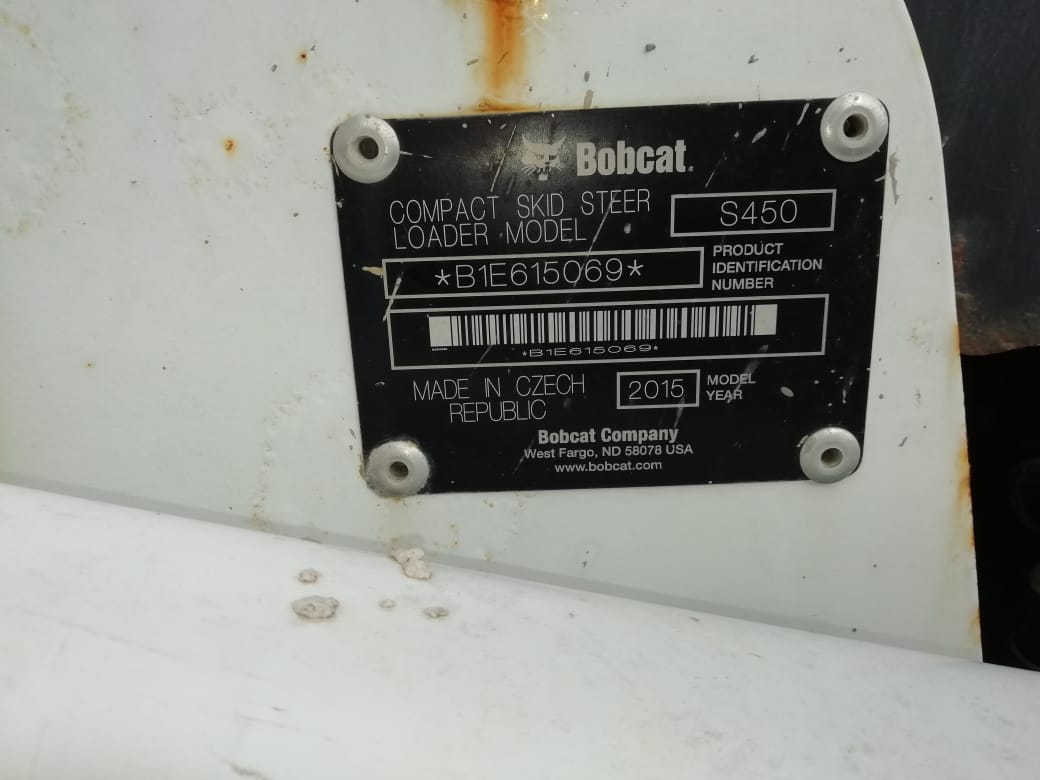 Bobcat.
COMPACT SKID STEER
LOADER MODEL
S450
*B1E615069*
PRODUCT
IDENTIFICATION
NUMBER
*B1E615069*
MADE IN CZECH
REPUBLIC
2015
MODEL
YEAR
Bobcat Company
West Fargo, ND 58078 USA
www.bobcat.com